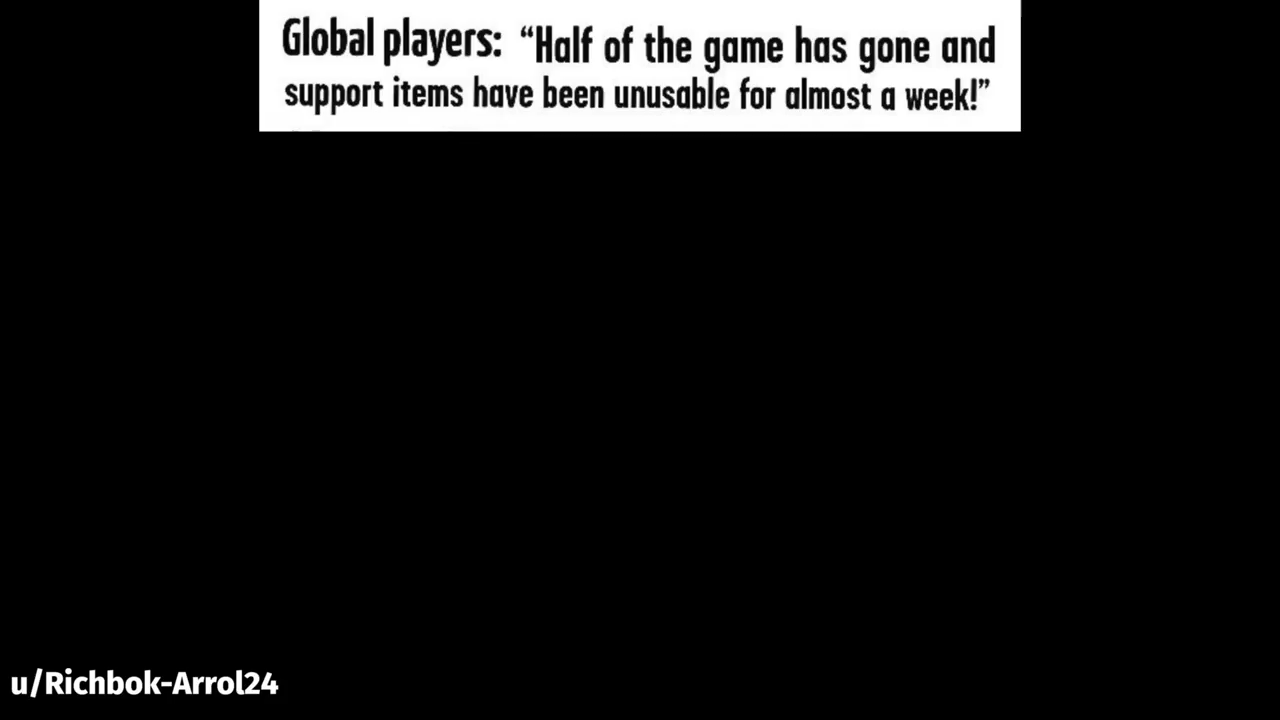 Global players: “Half of the game has gone and
support items have been unusable for almost a week!”
u/Richbok-Arrol24